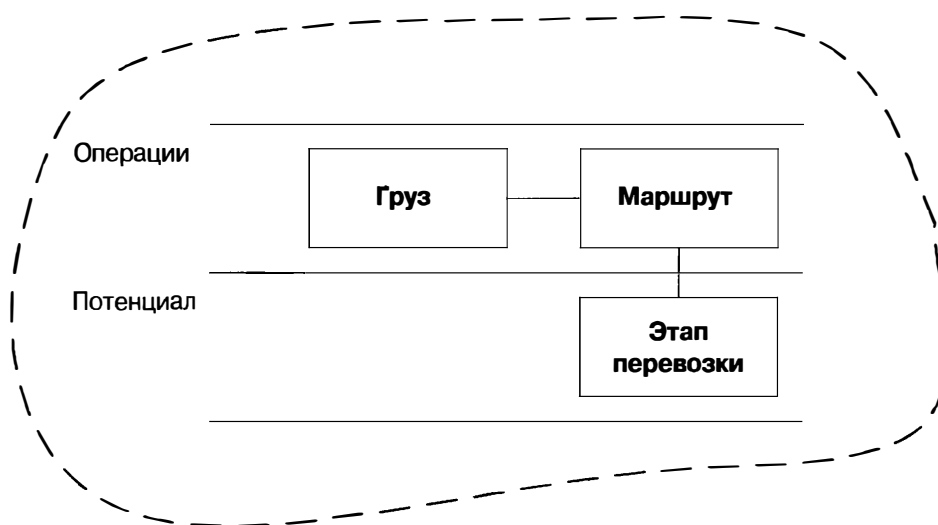 Операции
Груз
Маршрут
Потенциал
Этап
перевозки